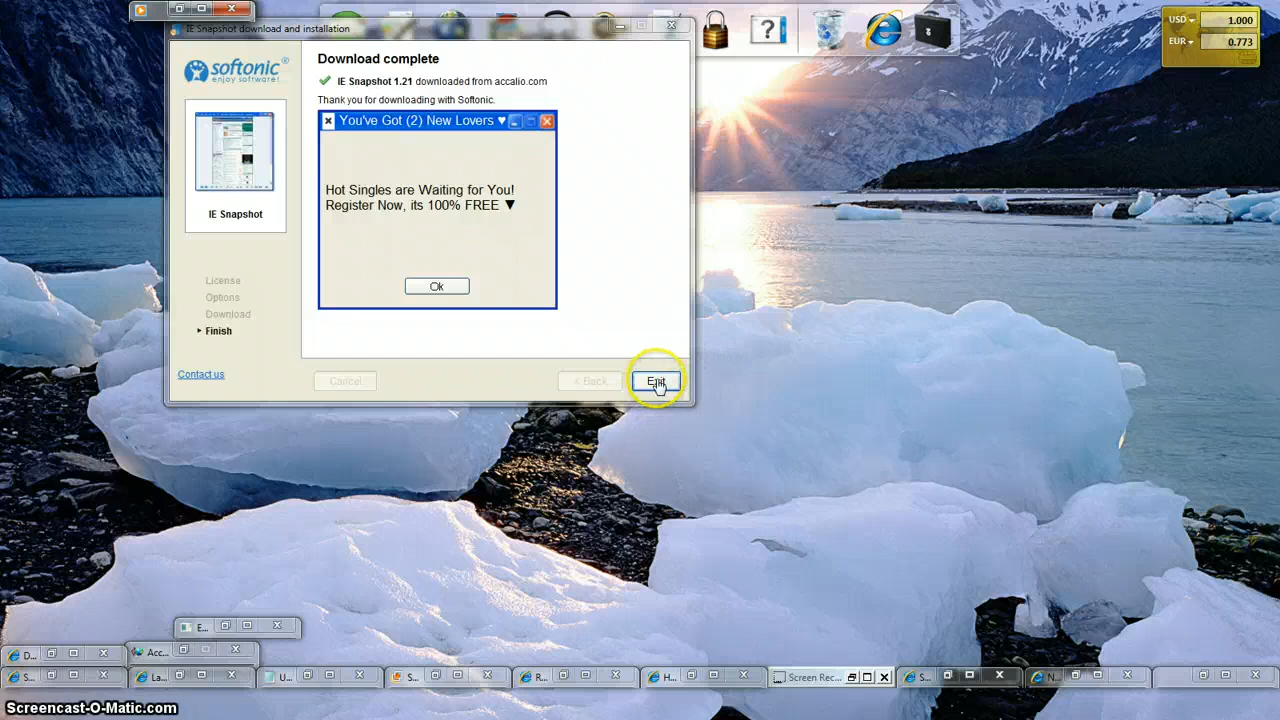 IE Snapshot download and installation
softonic
enjoy software!
IE Snapshot
License
Options
Download
Finish
Contact us
Download complete
IE Snapshot 1.21 downloaded from accalio.com
Thank you for downloading with Softonic.
You've Got (2) New Lovers ♥
Hot Singles are Waiting for You!
Register Now, its 100% FREE ▼
Ok
Cancel
< Back
Exit
USD 1.000
EUR 0.773
E...
D...
Acc...
S...
La...
U...
S...
R...
H...
Screen Rec...
S...
N...
Screencast-O-Matic.com